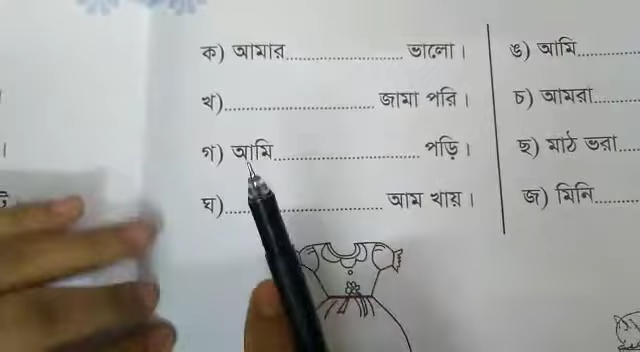 ক) আমার.......................... ভালো ।
খ)................................. জামা পরি ।
গ) আমি................................ পড়ি ।
ঘ).................................. আম খায় ।
ঙ) আমি..............
চ) আমরা..........
ছ) মাঠ ভরা.....
জ) মিনি..........